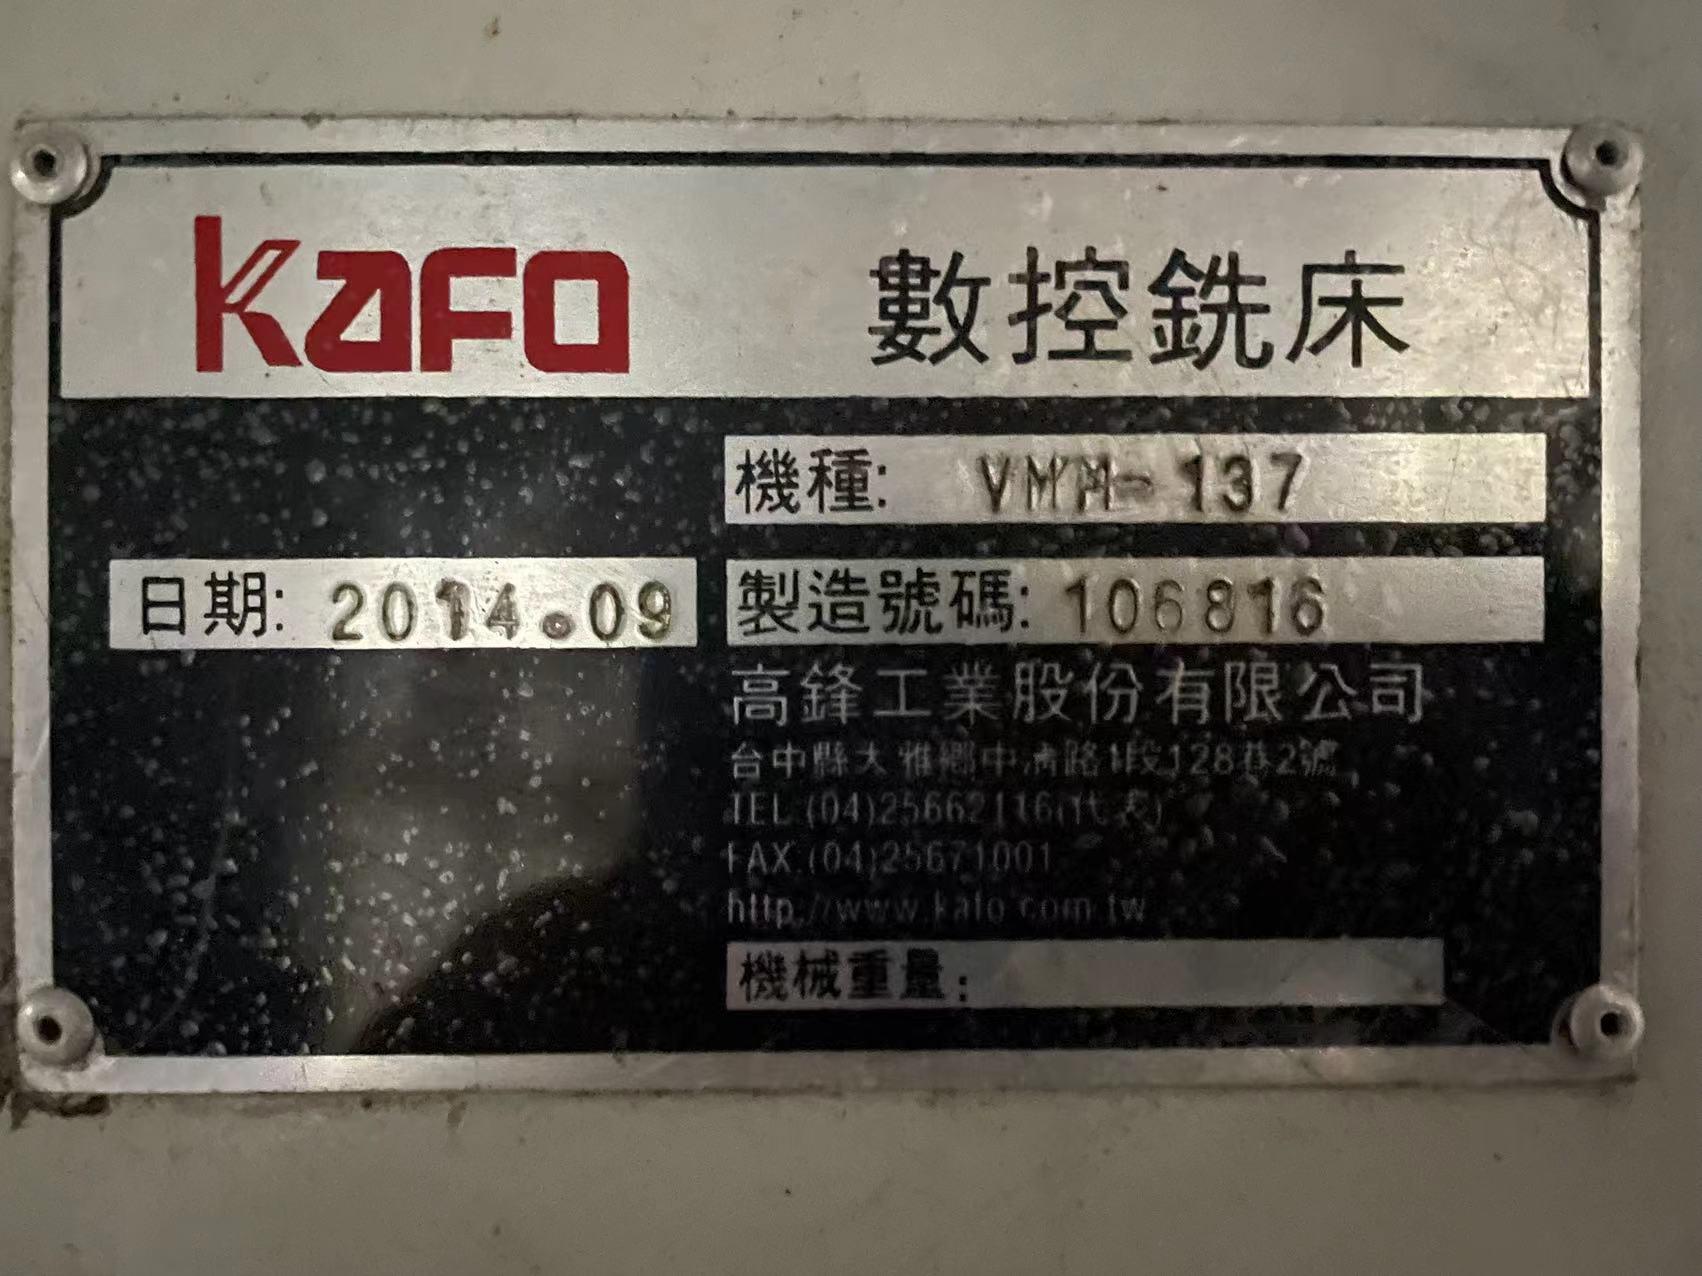 KAFO 數控銑床
機種: VMM-137
日期: 2014.09 製造號碼: 106816
高鋒工業股份有限公司
台中縣大雅鄉中清路1段128巷2號
TEL:(04)25662116(代表)
FAX:(04)25671001
http://www.kafo.com.tw
機械重量: